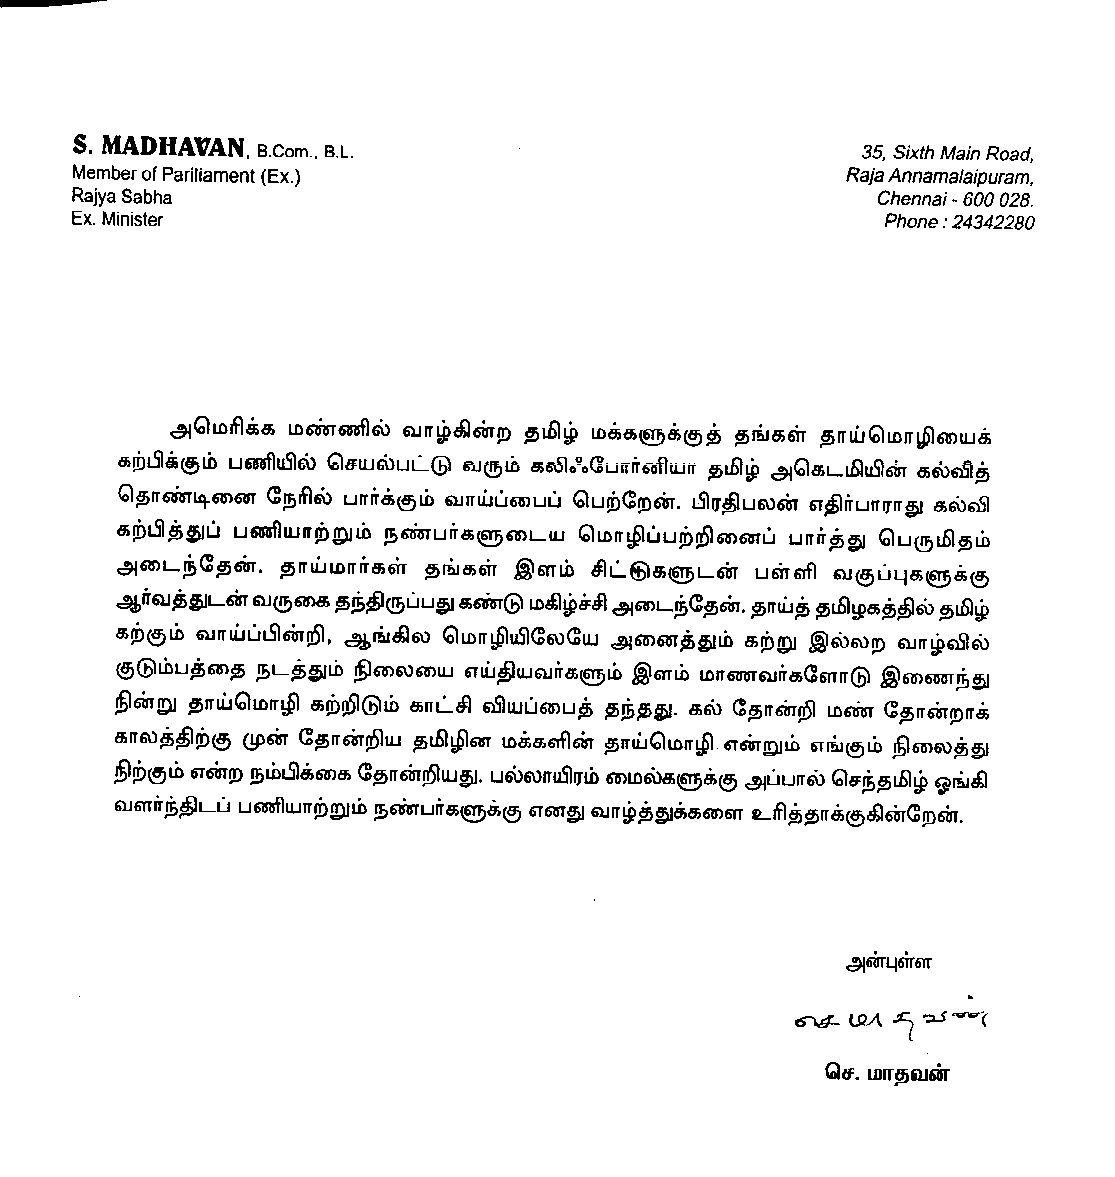 S. MADHAVAN, B.Com., B.L.
Member of Pariliament (Ex.)
Rajya Sabha
Ex. Minister
35, Sixth Main Road,
Raja Annamalaipuram,
Chennai - 600 028.
Phone : 24342280
அமெரிக்க மண்ணில் வாழ்கின்ற தமிழ் மக்களுக்குத் தங்கள் தாய்மொழியைக்
கற்பிக்கும் பணியில் செயல்பட்டு வரும் கலிஃபோர்னியா தமிழ் அகெடமியின் கல்வித்
தொண்டினை நேரில் பார்க்கும் வாய்ப்பைப் பெற்றேன். பிரதிபலன் எதிர்பாராது கல்வி
கற்பித்துப் பணியாற்றும் நண்பர்களுடைய மொழிப்பற்றினைப் பார்த்து பெருமிதம்
அடைந்தேன். தாய்மார்கள் தங்கள் இளம் சிட்டுகளுடன் பள்ளி வகுப்புகளுக்கு
ஆர்வத்துடன் வருகை தந்திருப்பது கண்டு மகிழ்ச்சி அடைந்தேன். தாய்த் தமிழகத்தில் தமிழ்
கற்கும் வாய்ப்பின்றி, ஆங்கில மொழியிலேயே அனைத்தும் கற்று இல்லற வாழ்வில்
குடும்பத்தை நடத்தும் நிலையை எய்தியவர்களும் இளம் மாணவர்களோடு இணைந்து
நின்று தாய்மொழி கற்றிடும் காட்சி வியப்பைத் தந்தது. கல் தோன்றி மண் தோன்றாக்
காலத்திற்கு முன் தோன்றிய தமிழின மக்களின் தாய்மொழி என்றும் எங்கும் நிலைத்து
நிற்கும் என்ற நம்பிக்கை தோன்றியது. பல்லாயிரம் மைல்களுக்கு அப்பால் செந்தமிழ் ஓங்கி
வளர்ந்திடப் பணியாற்றும் நண்பர்களுக்கு எனது வாழ்த்துக்களை உரித்தாக்குகின்றேன்.
அன்புள்ள
செ மாதவன்
செ. மாதவன்